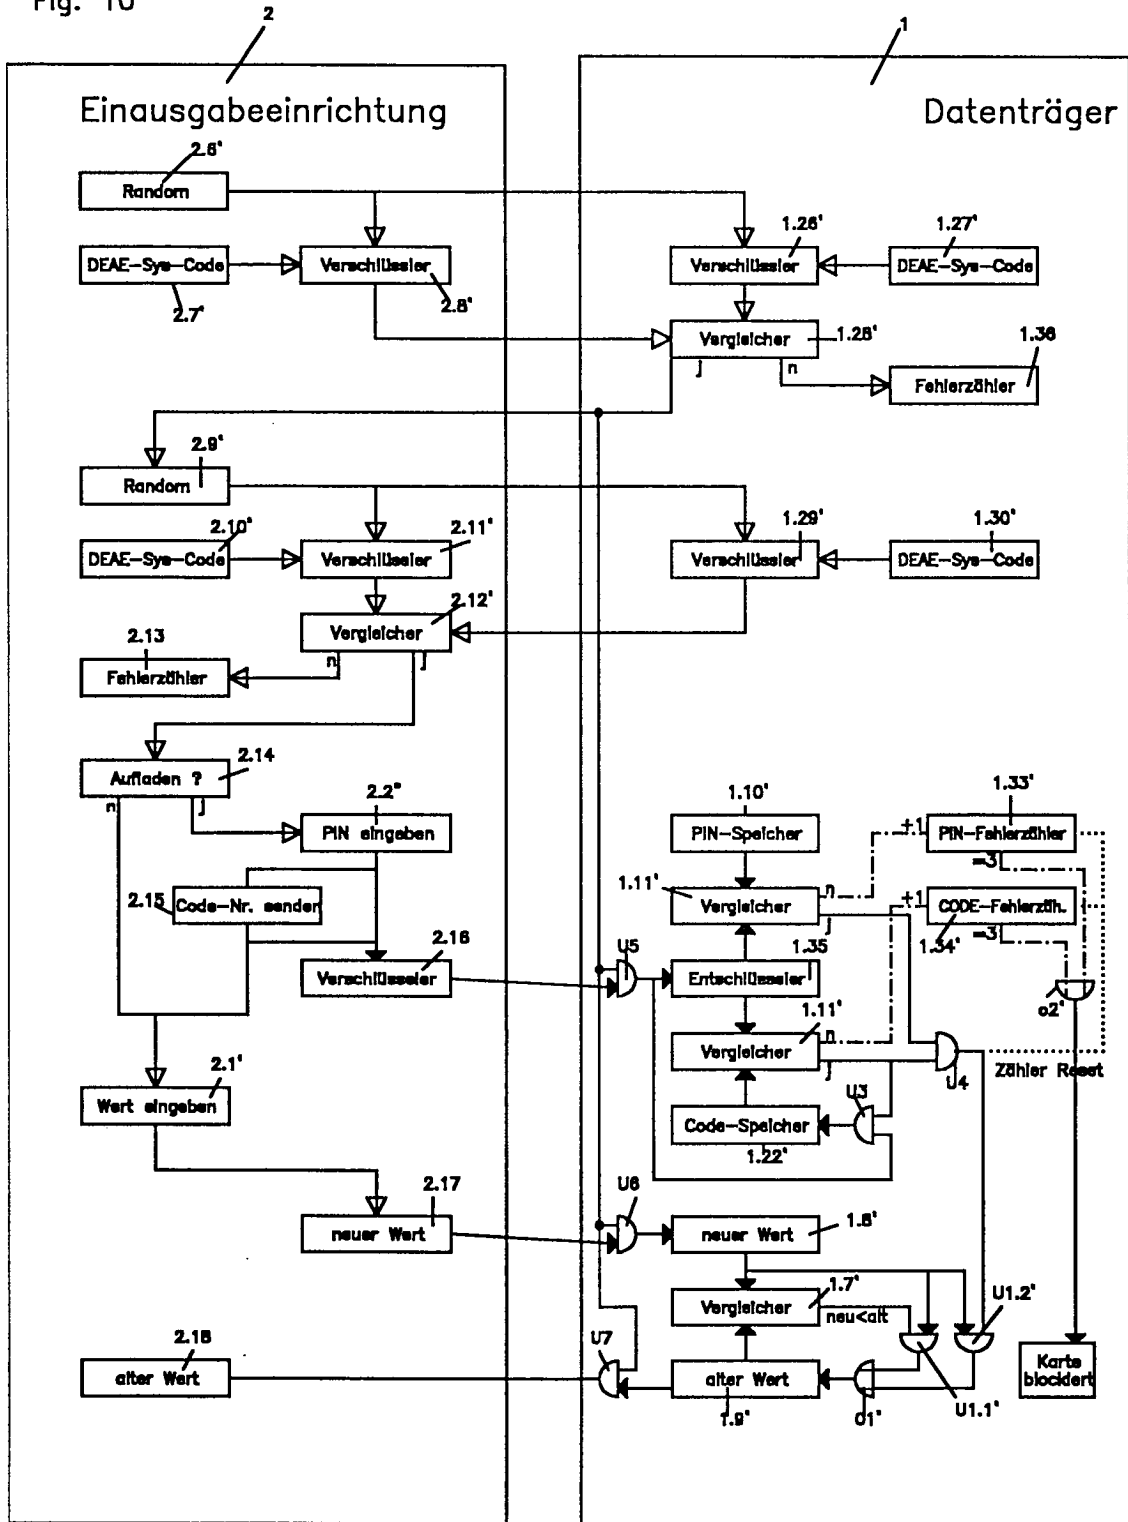 Fig. 10
2
1
Einausgabeeinrichtung
Datenträger
2.6'
Random
1.26'
1.27'
DEAE-Sys-Code
Verschlüssler
Verschlüssler
DEAE-Sys-Code
2.7'
2.8'
Vergleicher
1.28'
1.36
j
n
Fehlerzähler
2.9'
Random
2.10'
2.11'
1.29'
1.30'
DEAE-Sys-Code
Verschlüssler
Verschlüssler
DEAE-Sys-Code
2.12'
Vergleicher
2.13
n
j
Fehlerzähler
2.14
Aufladen ?
n
j
2.2"
1.10'
1.33'
PIN eingeben
PIN-Speicher
+1
PIN-Fehlerzähler
=3
1.11'
n
2.15
Code-Nr. senden
Vergleicher
+1
CODE-Fehlerzäh.
j
1.34'
=3
2.16
U5
1.35
Verschlüsseler
Entschlüsseler
o2'
1.11'
n
Vergleicher
j
U4
Zähler Reset
2.1'
U3
Wert eingeben
Code-Speicher
1.22'
2.17
U6
neuer Wert
neuer Wert
1.8'
1.7'
Vergleicher
neu<alt
U1.2'
2.18
U7
alter Wert
alter Wert
Karte
blockiert
1.9'
O1'
U1.1'